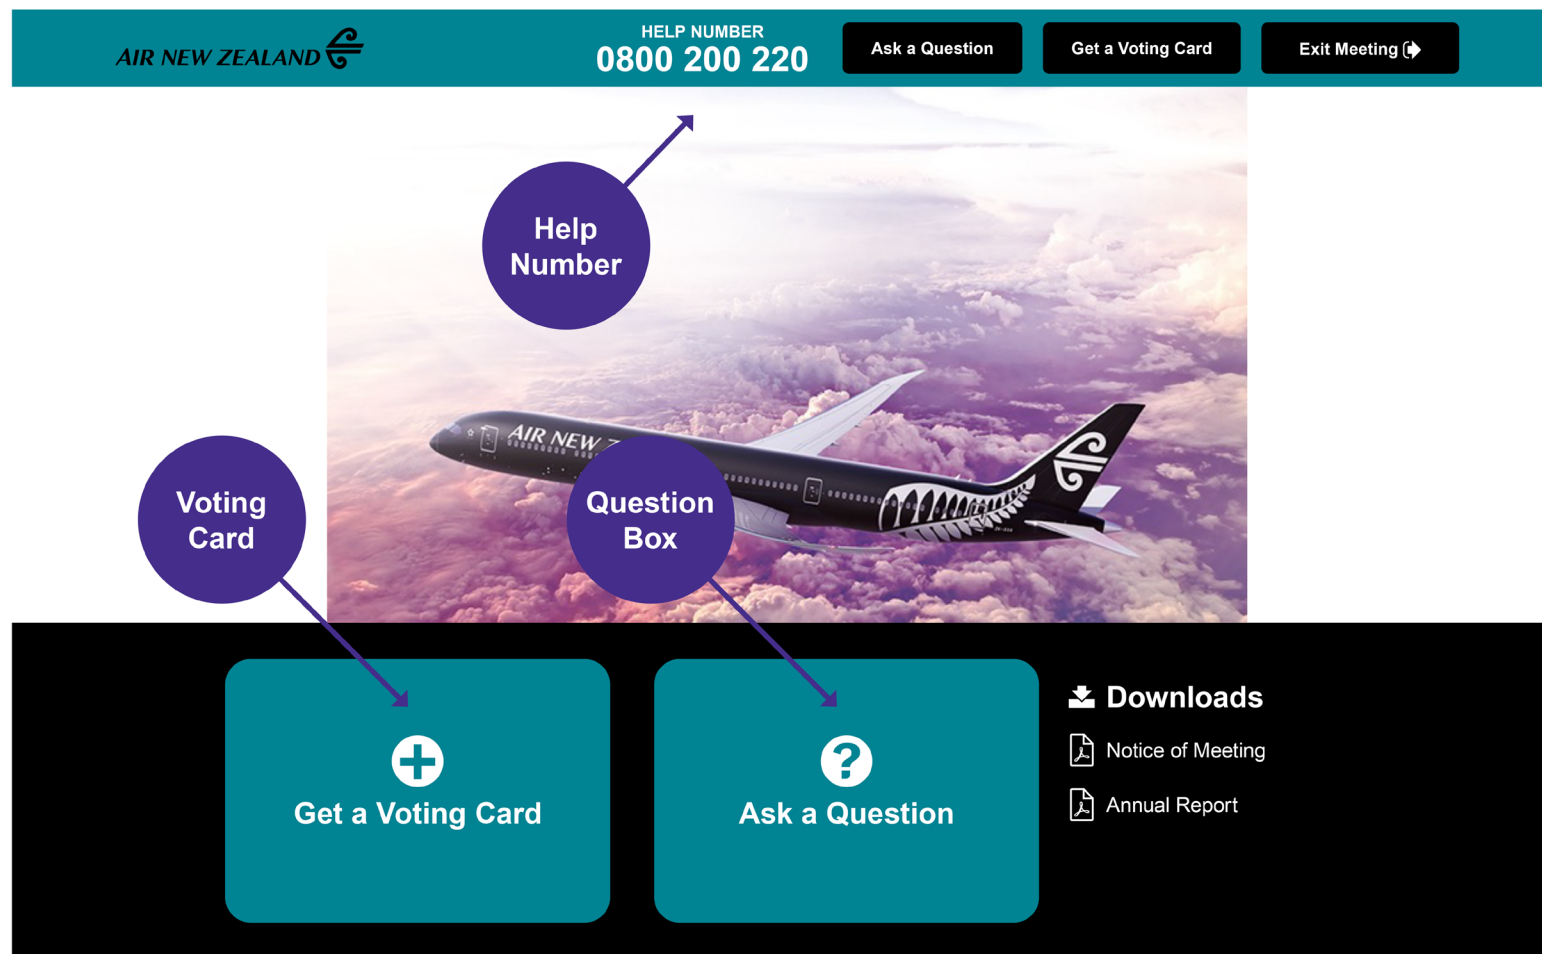 AIR NEW ZEALAND
HELP NUMBER
0800 200 220
Ask a Question
Get a Voting Card
Exit Meeting
Help
Number
AIR NEW
Voting
Card
Question
Box
Get a Voting Card
Ask a Question
Downloads
Notice of Meeting
Annual Report